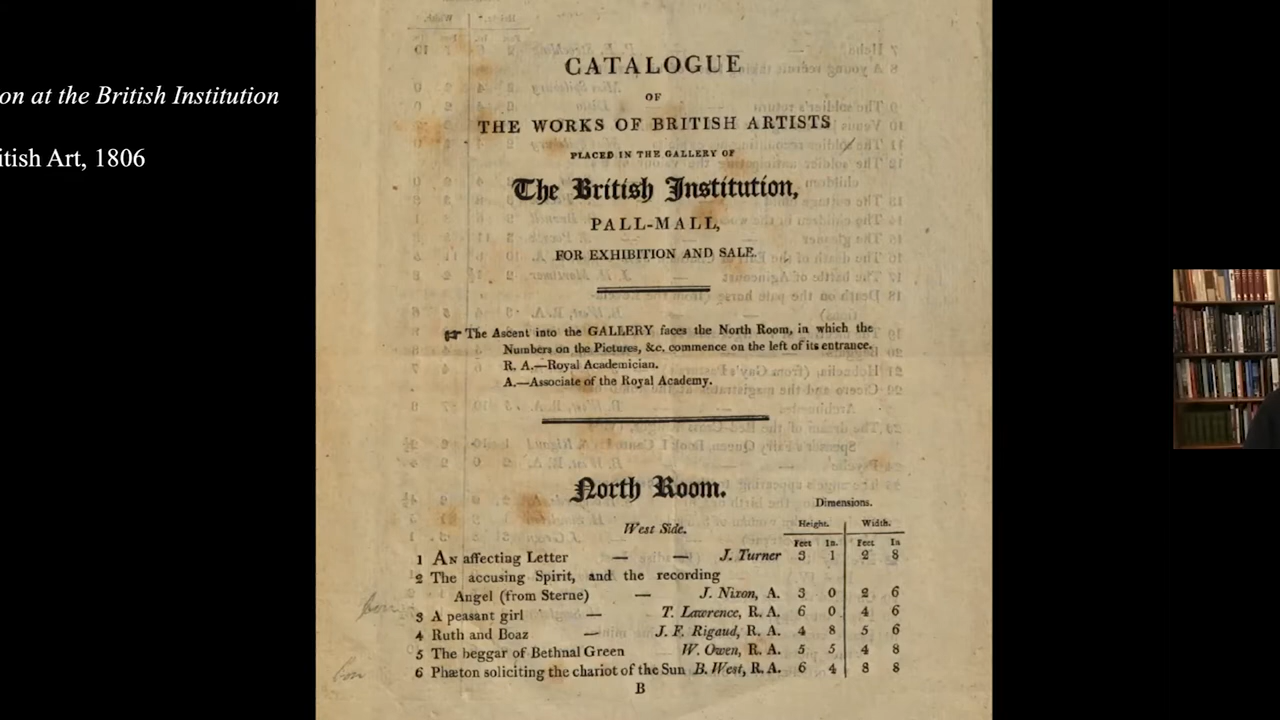 on at the British Institution
itish Art, 1806
CATALOGUE
OF
THE WORKS OF BRITISH ARTISTS
PLACED IN THE GALLERY OF
The British Institution,
PALL-MALL,
FOR EXHIBITION AND SALE.
☞ The Ascent into the GALLERY faces the North Room, in which the
Numbers on the Pictures, &c. commence on the left of its entrance.
R. A.—Royal Academician.
A.—Associate of the Royal Academy.
North Room.
Dimensions.
West Side.
Height. Width.
Feet In. Feet In
1 AN affecting Letter — — J. Turner 3 1 2 8
2 The accusing Spirit, and the recording
Angel (from Sterne) — J. Nixon, A. 3 0 2 6
3 A peasant girl — T. Lawrence, R. A. 6 0 4 6
4 Ruth and Boaz — J. F. Rigaud, R. A. 4 8 5 6
5 The beggar of Bethnal Green W. Owen, R. A. 5 5 4 8
6 Phæton soliciting the chariot of the Sun B. West, R. A. 6 4 8 8
B